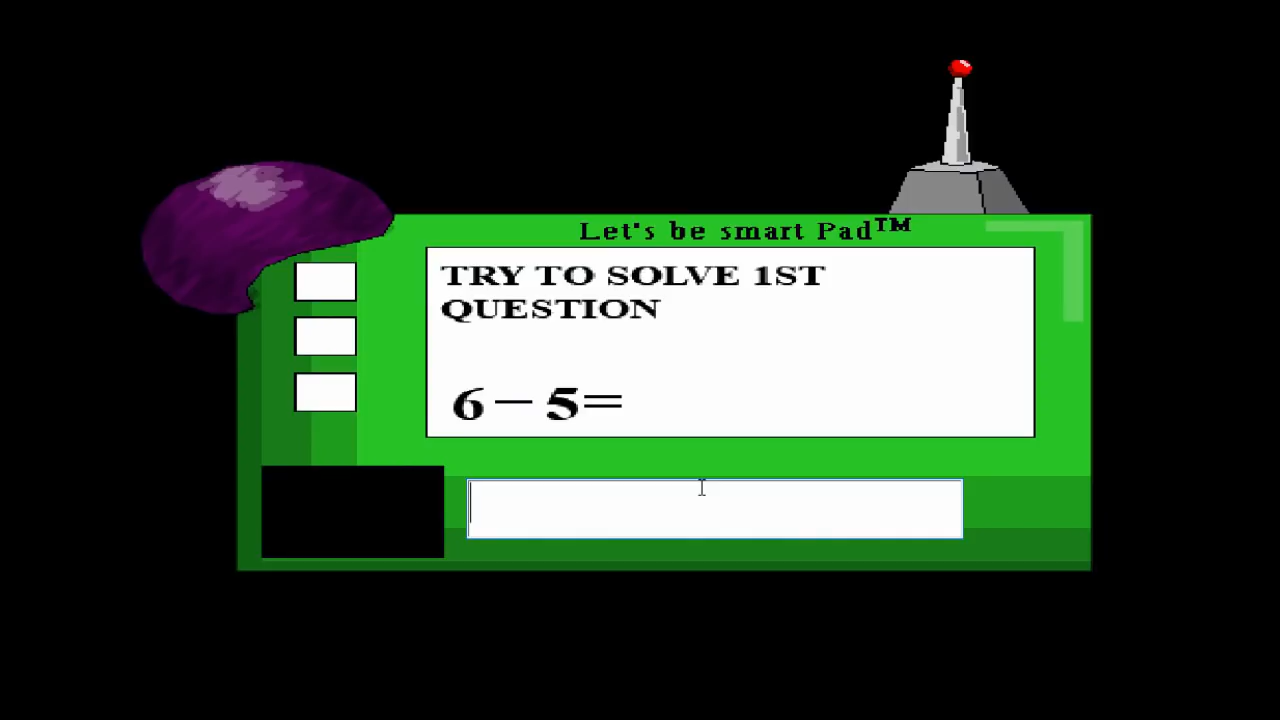 Let's be smart Pad™
TRY TO SOLVE 1ST
QUESTION
6−5=